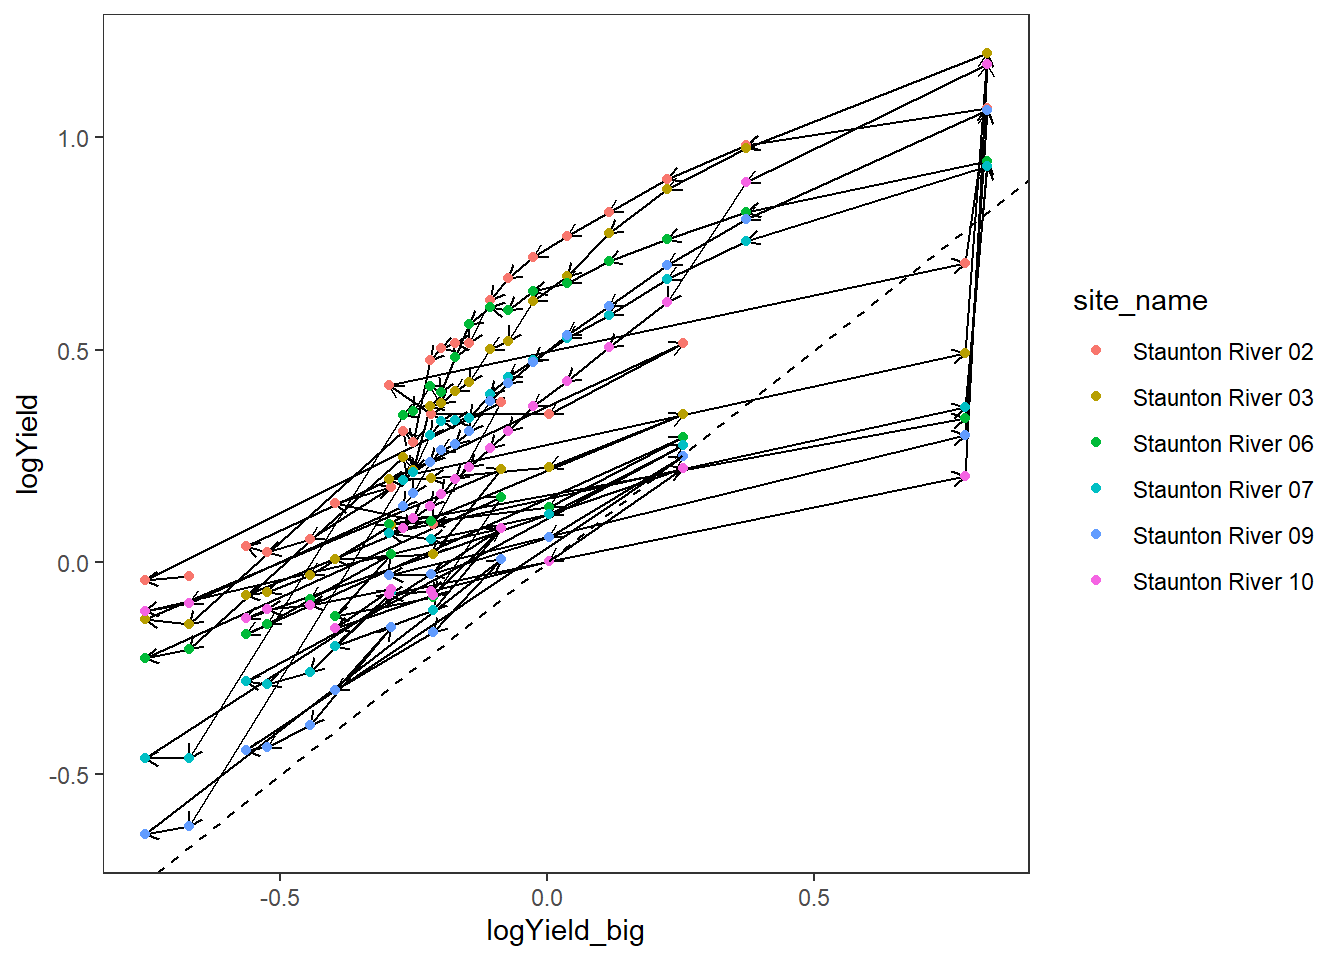 1.0
0.5
0.0
-0.5
logYield
-0.5
0.0
0.5
logYield_big
site_name
Staunton River 02
Staunton River 03
Staunton River 06
Staunton River 07
Staunton River 09
Staunton River 10